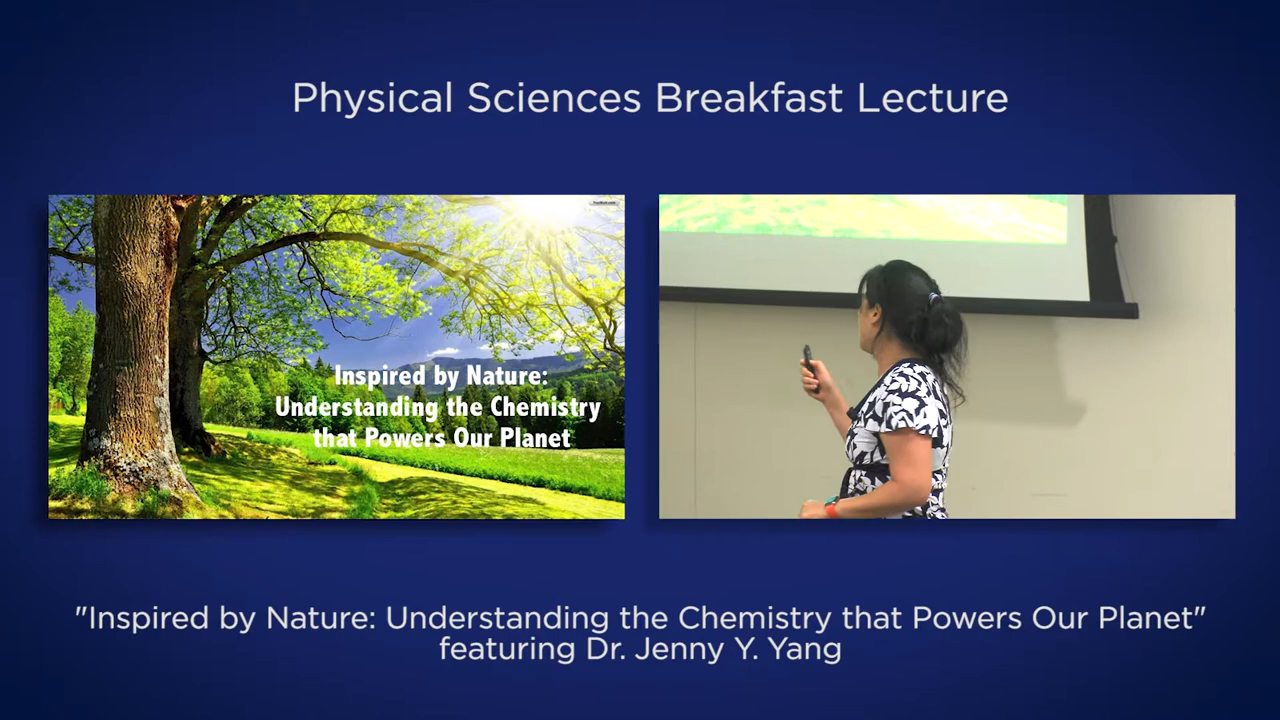 Physical Sciences Breakfast Lecture
Inspired by Nature:
Understanding the Chemistry
that Powers Our Planet
"Inspired by Nature: Understanding the Chemistry that Powers Our Planet"
featuring Dr. Jenny Y. Yang